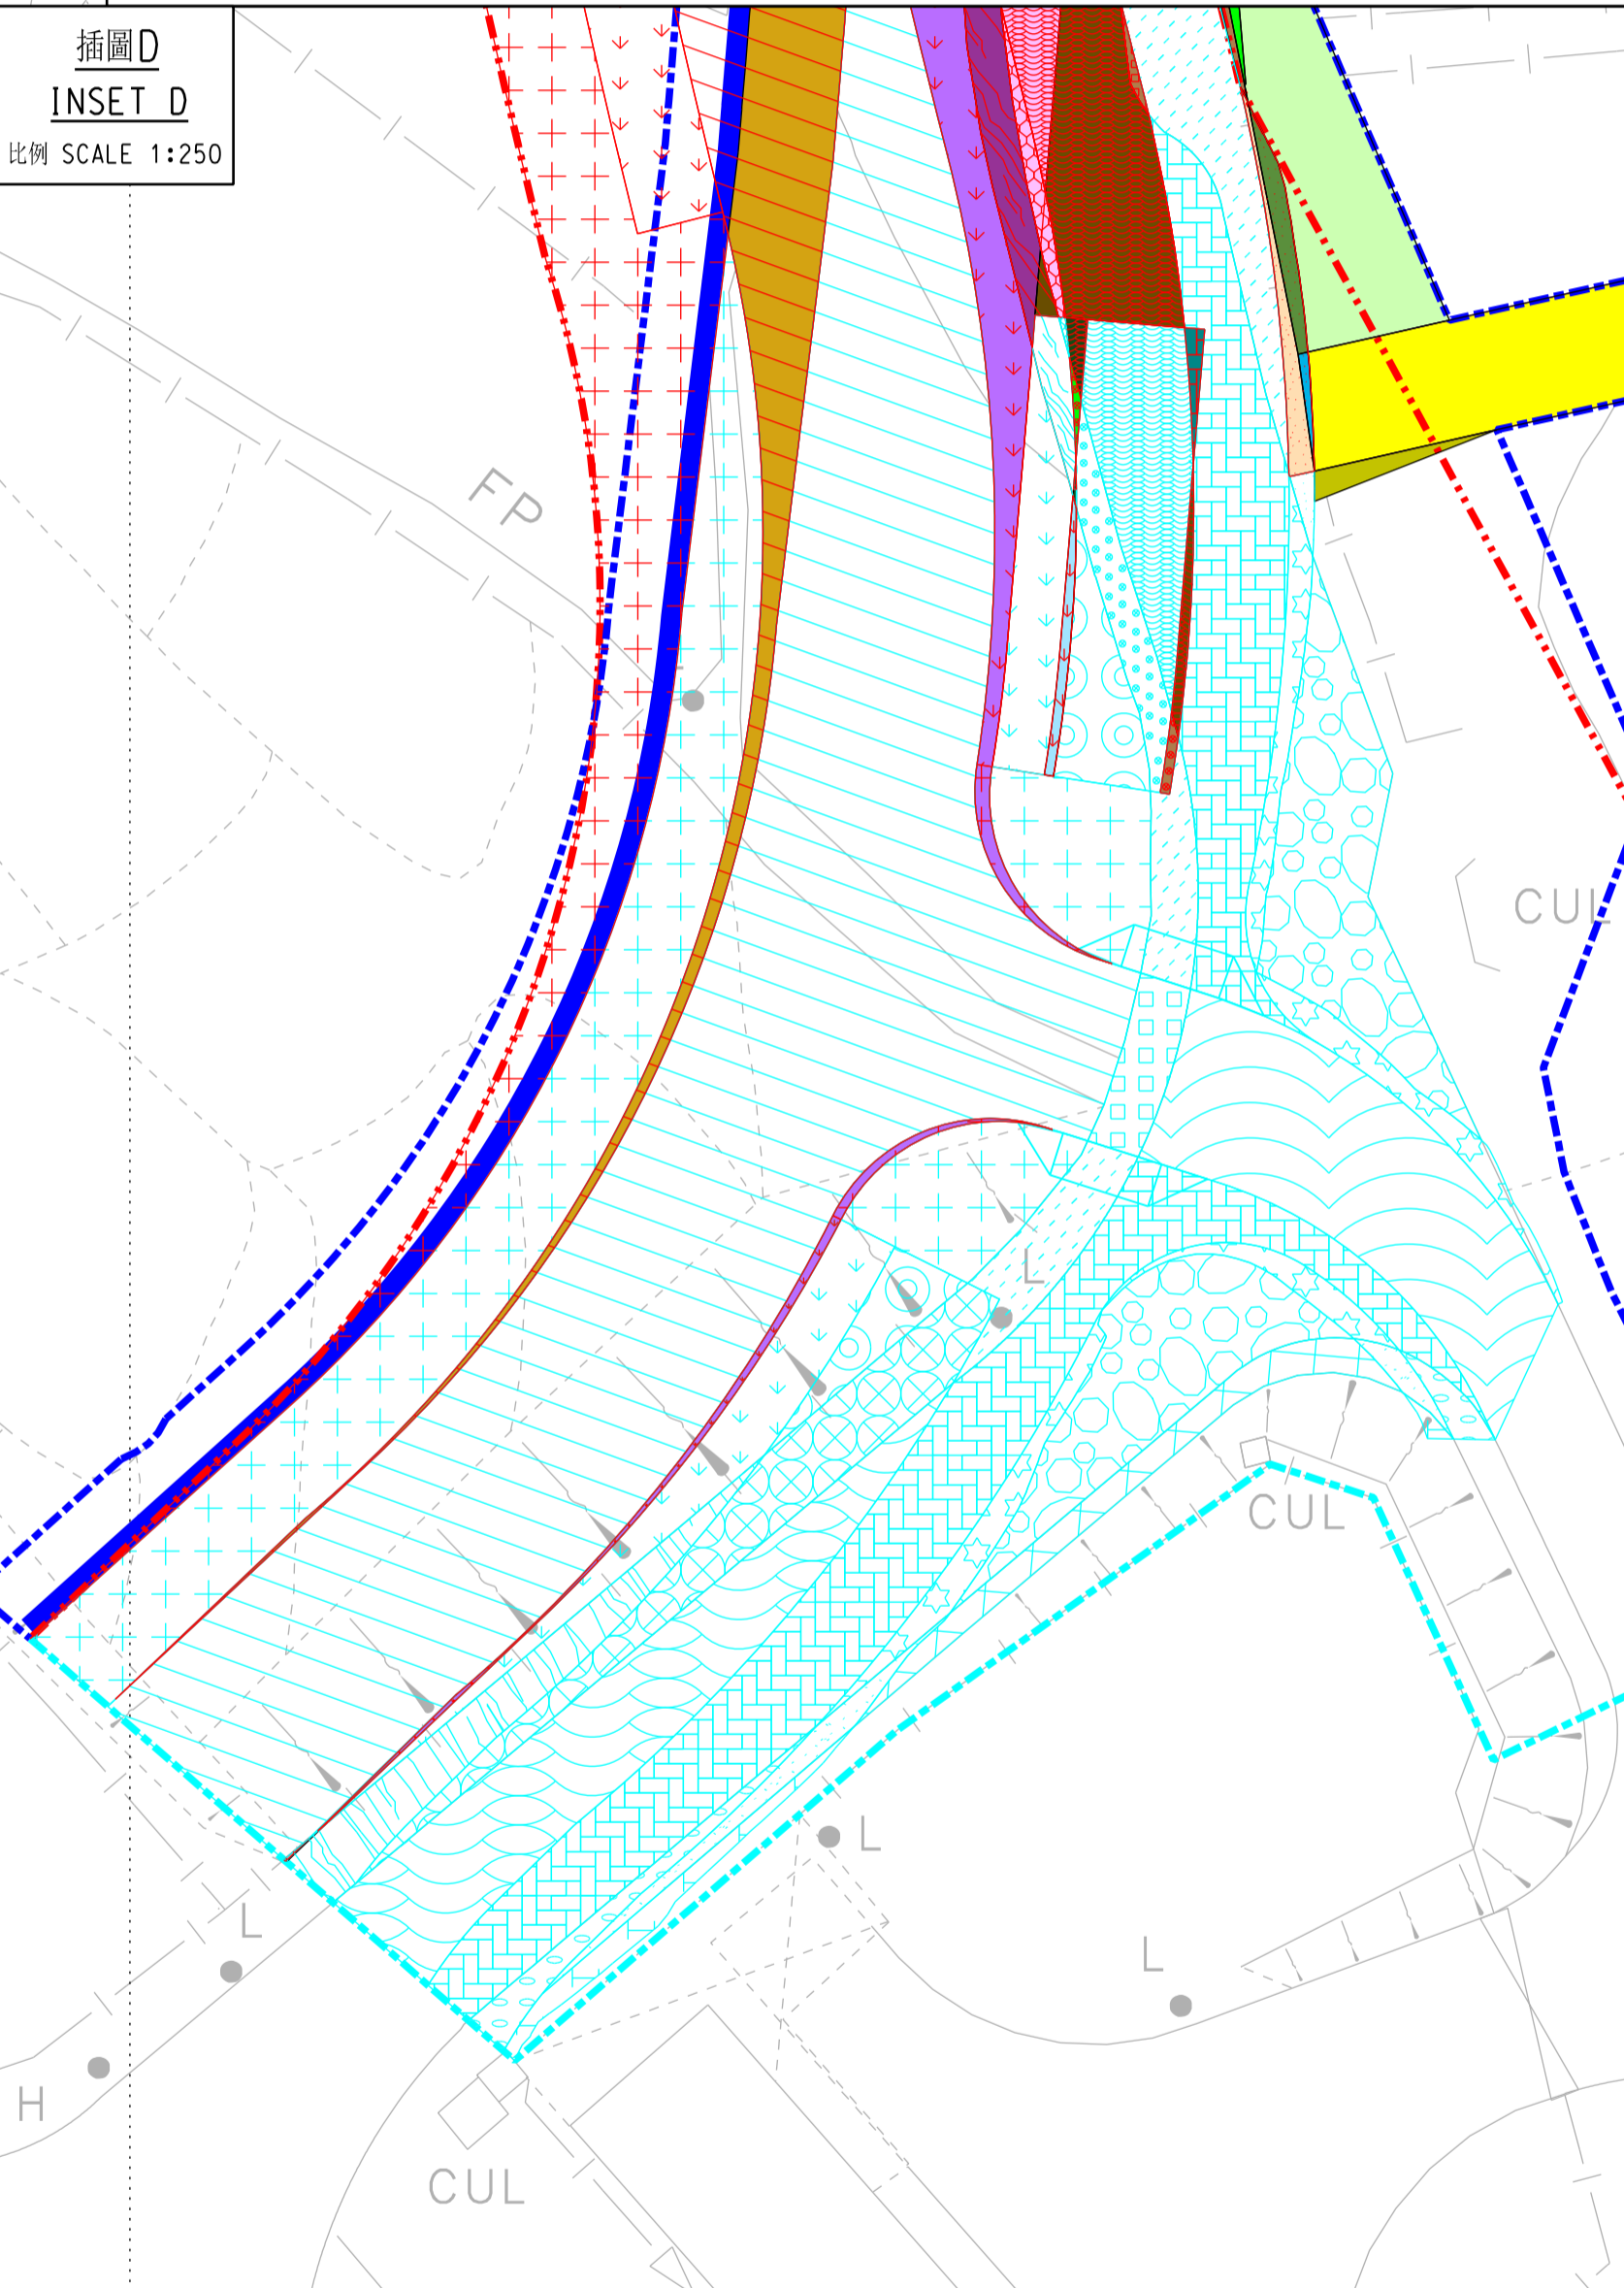 插圖D
INSET D
比例 SCALE 1:250
FP
CUL
L
CUL
L
L
L
H
CUL